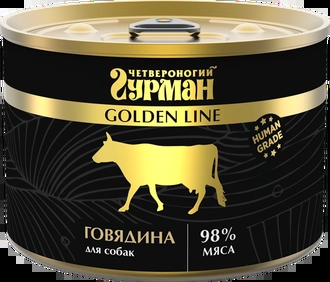 ЧЕТВЕРОНОГИЙ
ГУРМАН
GOLDEN LINE
HUMAN
GRADE
ГОВЯДИНА
для собак
98%
МЯСА